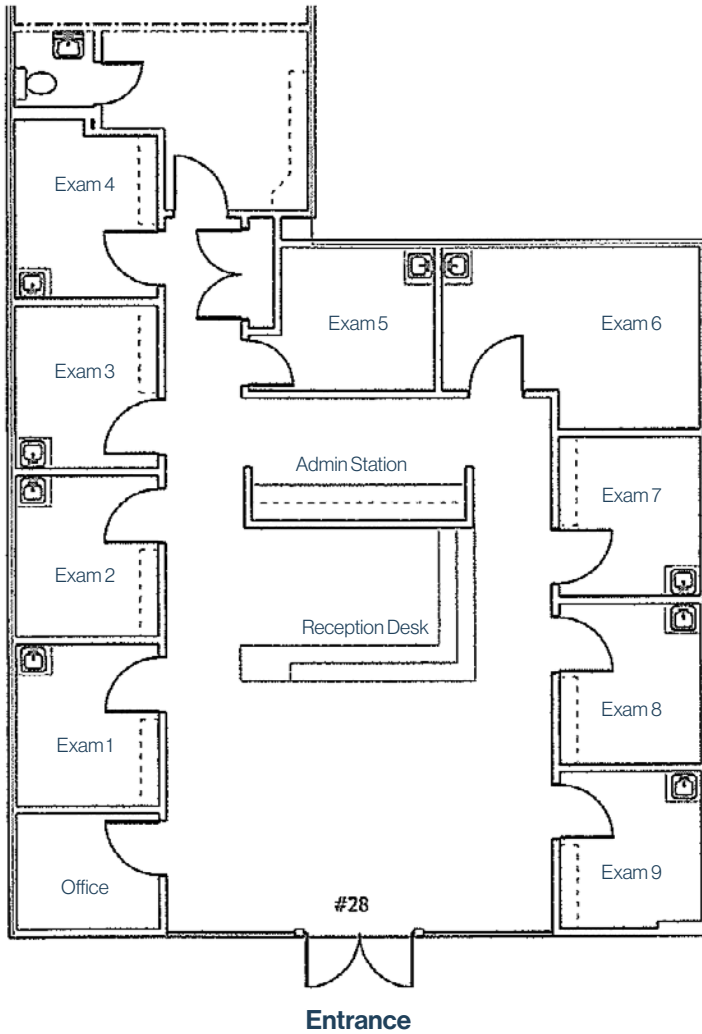 Exam 4
Exam 5
Exam 6
Exam 3
Admin Station
Exam 7
Exam 2
Reception Desk
Exam 8
Exam 1
Exam 9
Office
#28
Entrance